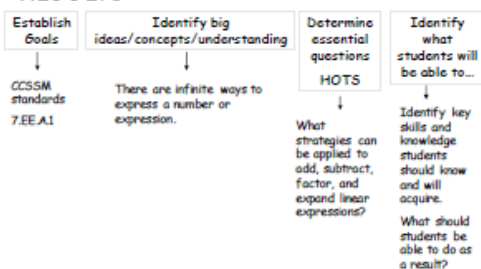 Establish
Goals
CCSSM
standards
7.EE.A.1
Identify big
ideas/concepts/understanding
There are infinite ways to
express a number or
expression.
Determine
essential
questions
HOTS
What
strategies can
be applied to
add, subtract,
factor, and
expand linear
expressions?
Identify
what
students will
be able to...
Identify key
skills and
knowledge
students
should know
and will
acquire.
What should
students be
able to do as
a result?